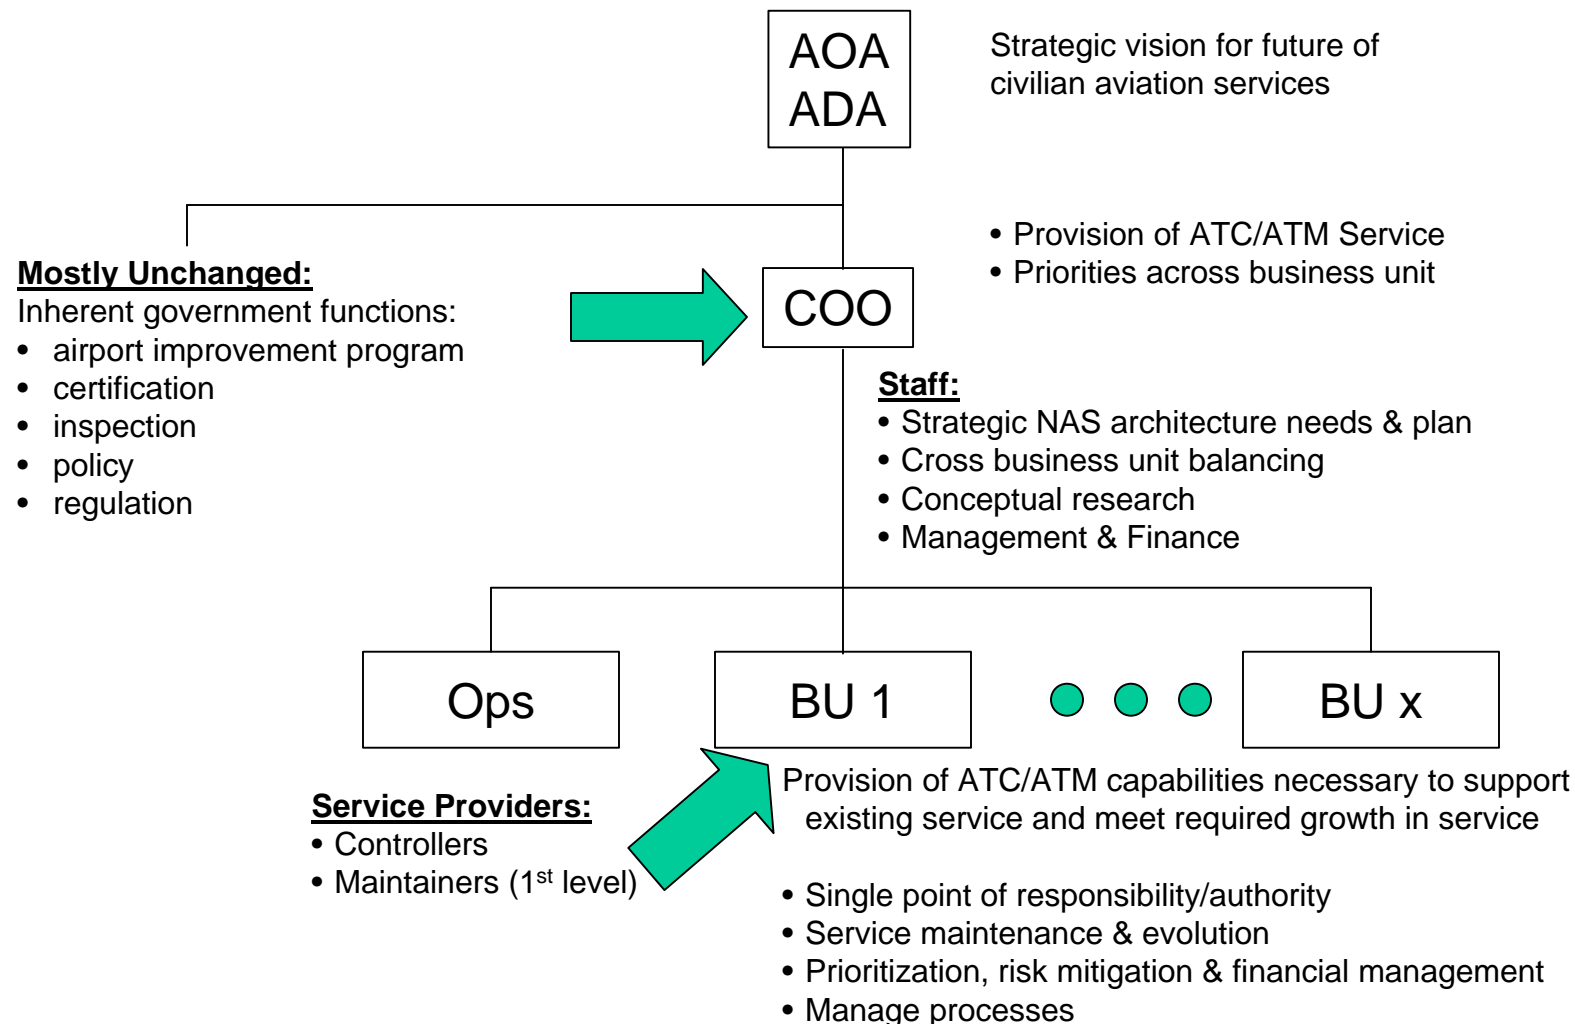 AOA
ADA
Strategic vision for future of
civilian aviation services
• Provision of ATC/ATM Service
• Priorities across business unit
Mostly Unchanged:
Inherent government functions:
• airport improvement program
• certification
• inspection
• policy
• regulation
COO
Staff:
• Strategic NAS architecture needs & plan
• Cross business unit balancing
• Conceptual research
• Management & Finance
Ops
BU 1
BU x
Service Providers:
• Controllers
• Maintainers (1st level)
Provision of ATC/ATM capabilities necessary to support
existing service and meet required growth in service
• Single point of responsibility/authority
• Service maintenance & evolution
• Prioritization, risk mitigation & financial management
• Manage processes